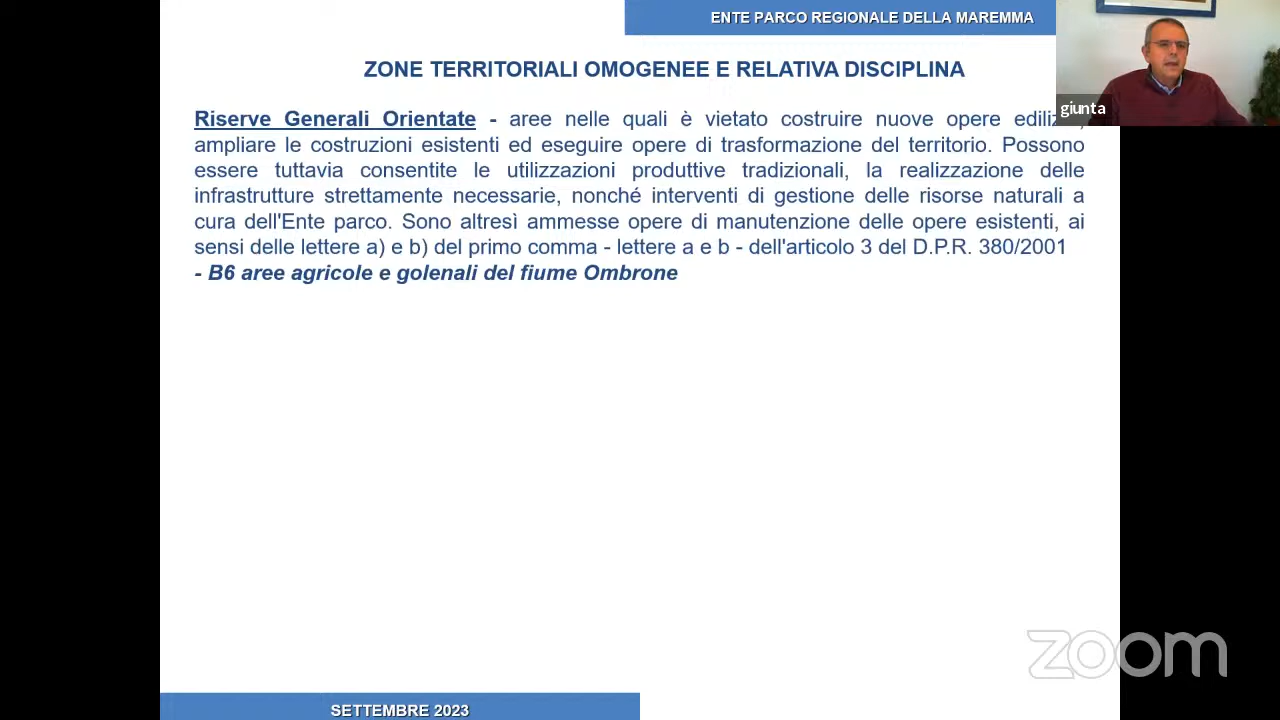 ENTE PARCO REGIONALE DELLA MAREMMA
giunta
ZONE TERRITORIALI OMOGENEE E RELATIVA DISCIPLINA
Riserve Generali Orientate - aree nelle quali è vietato costruire nuove opere
ampliare le costruzioni esistenti ed eseguire opere di trasformazione del territorio. Possono
essere tuttavia consentite le utilizzazioni produttive tradizionali, la realizzazione delle
infrastrutture strettamente necessarie, nonché interventi di gestione delle risorse naturali a
cura dell'Ente parco. Sono altresì ammesse opere di manutenzione delle opere esistenti, ai
sensi delle lettere a) e b) del primo comma - lettere a e b - dell'articolo 3 del D.P.R. 380/2001
- B6 aree agricole e golenali del fiume Ombrone
zoom
SETTEMBRE 2023